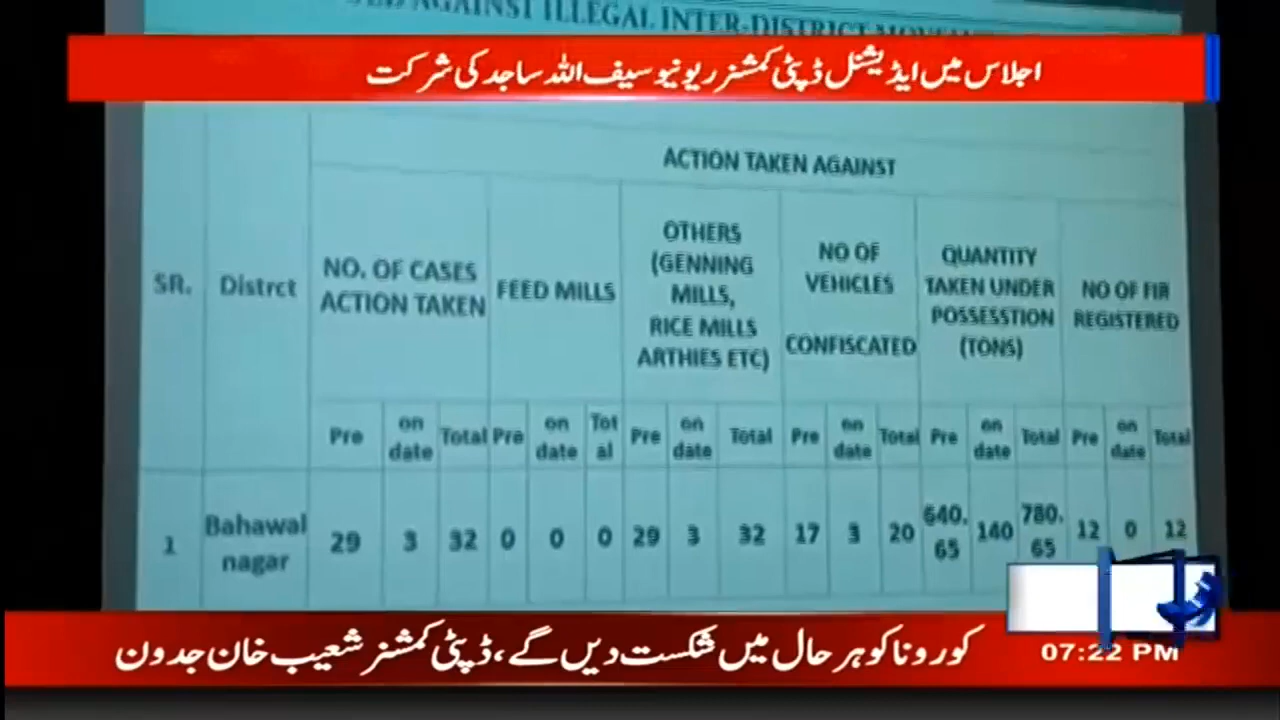 AGAINST ILLEGAL INTER-DISTRICT
اجلاس میں ایڈیشنل ڈپٹی کمشنر ریونیو سیف اللہ ساجد کی شرکت
ACTION TAKEN AGAINST
SR.
Distrct
NO. OF CASES
ACTION TAKEN
FEED MILLS
OTHERS
(GENNING
MILLS,
RICE MILLS
ARTHIES ETC)
NO OF
VEHICLES
CONFISCATED
QUANTITY
TAKEN UNDER
POSSESSTION
(TONS)
NO OF FIR
REGISTERED
Pre on date Total Pre on date Tot al Pre on date Total Pre on date Total Pre on date Total Pre on date Total
1 Bahawal nagar 29 3 32 0 0 0 29 3 32 17 3 20 640. 65 140 780. 65 12 0 12
کورونا کو ہر حال میں شکست دیں گے، ڈپٹی کمشنر شعیب خان جدون
07:22 PM